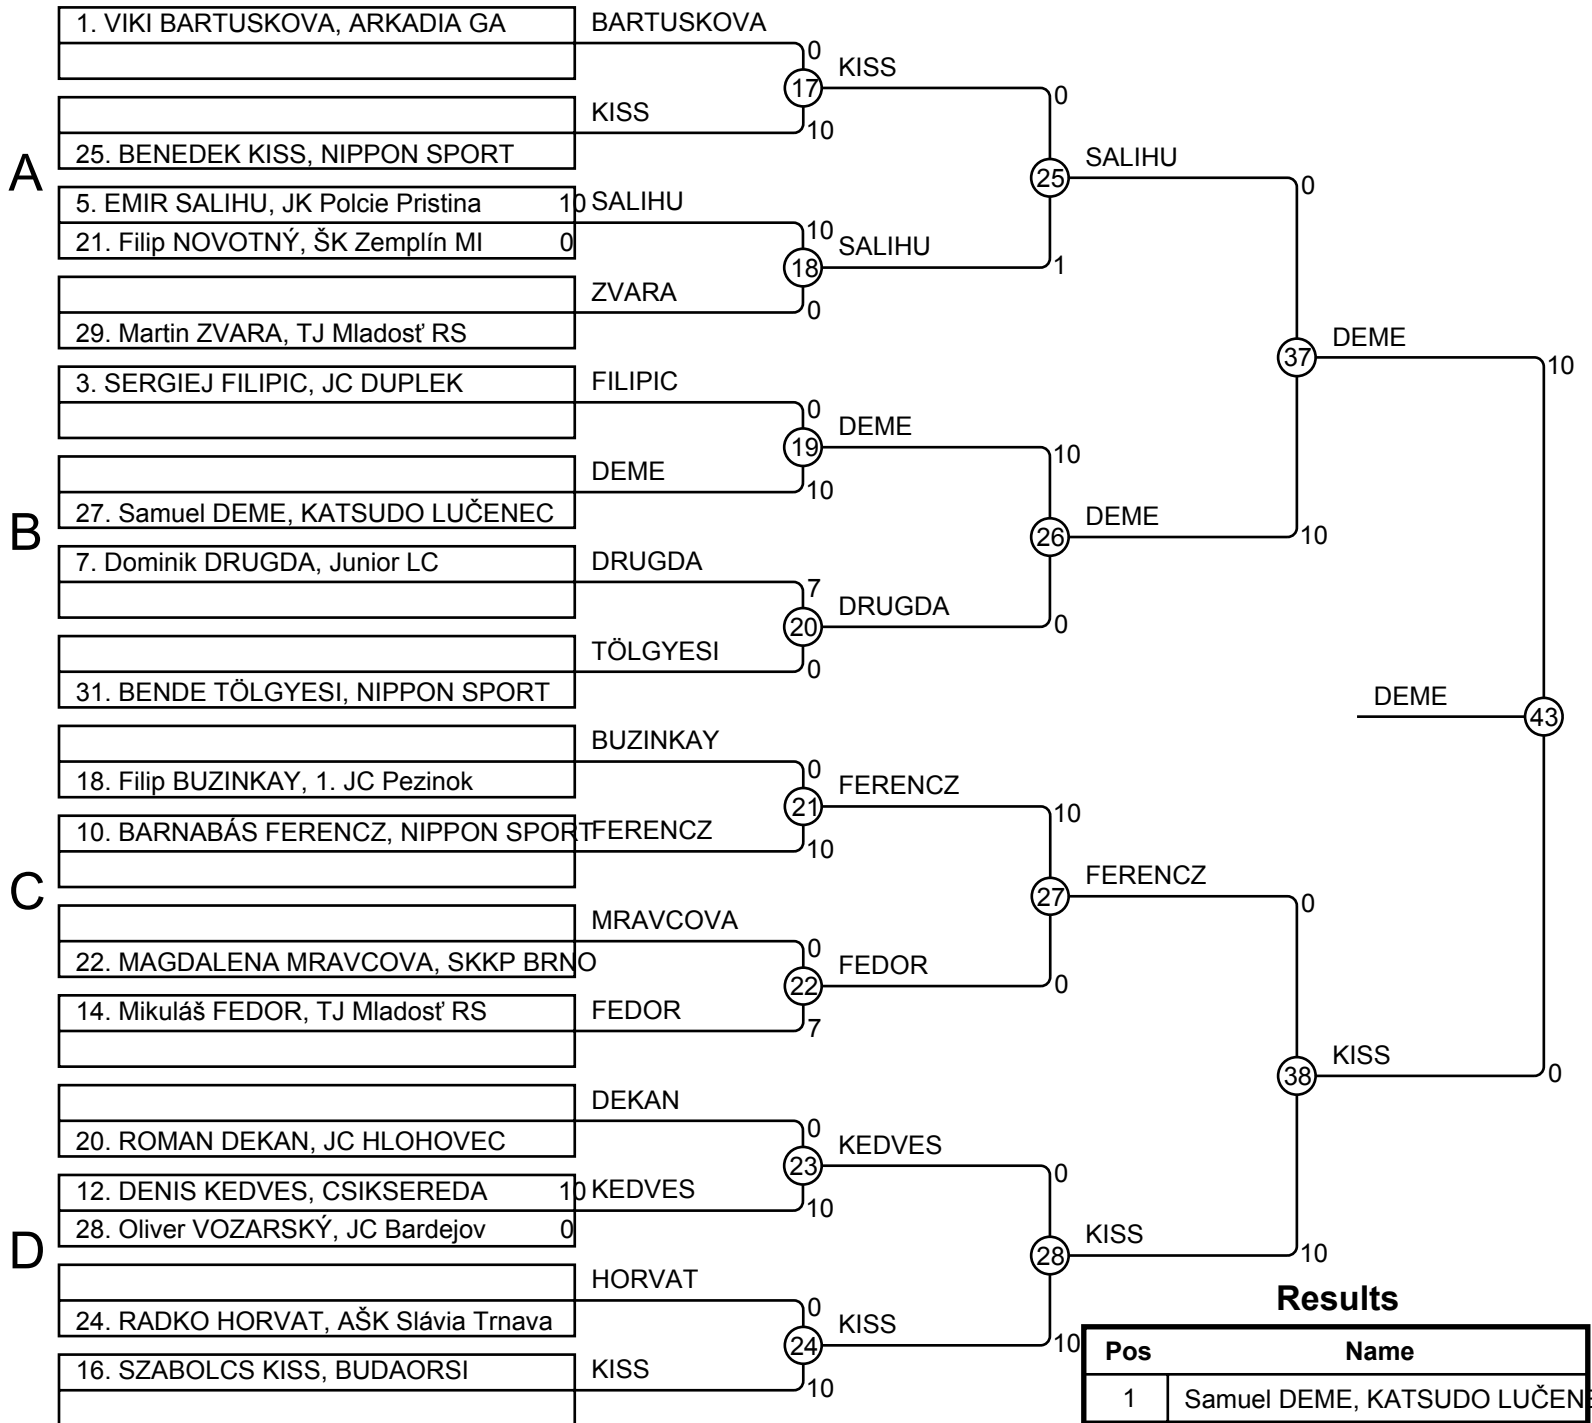 1. VIKI BARTUSKOVA, ARKADIA GA
BARTUSKOVA
0
17
KISS
KISS
10
0
25. BENEDEK KISS, NIPPON SPORT
A
25
SALIHU
5. EMIR SALIHU, JK Polcie Pristina 10
SALIHU
0
21. Filip NOVOTNÝ, ŠK Zemplín MI 0
10
18
SALIHU
1
ZVARA
0
29. Martin ZVARA, TJ Mladosť RS
37
DEME
10
3. SERGIEJ FILIPIC, JC DUPLEK
FILIPIC
0
19
DEME
10
DEME
10
27. Samuel DEME, KATSUDO LUČENEC
B
26
DEME
10
7. Dominik DRUGDA, Junior LC
DRUGDA
7
20
DRUGDA
0
TÖLGYESI
0
31. BENDE TÖLGYESI, NIPPON SPORT
DEME
43
BUZINKAY
0
18. Filip BUZINKAY, 1. JC Pezinok
21
FERENCZ
10
10. BARNABÁS FERENCZ, NIPPON SPORT
FERENCZ
10
C
27
FERENCZ
0
MRAVCOVA
0
22. MAGDALENA MRAVCOVA, SKKP BRNO
22
FEDOR
0
14. Mikuláš FEDOR, TJ Mladosť RS
FEDOR
7
38
KISS
0
DEKAN
0
20. ROMAN DEKAN, JC HLOHOVEC
23
KEDVES
0
12. DENIS KEDVES, CSIKSEREDA 10
KEDVES
10
28. Oliver VOZARSKÝ, JC Bardejov 0
D
28
KISS
10
HORVAT
0
24. RADKO HORVAT, AŠK Slávia Trnava
24
KISS
10
16. SZABOLCS KISS, BUDAORSI
KISS
10
Results
Pos Name
1 Samuel DEME, KATSUDO LUČEN